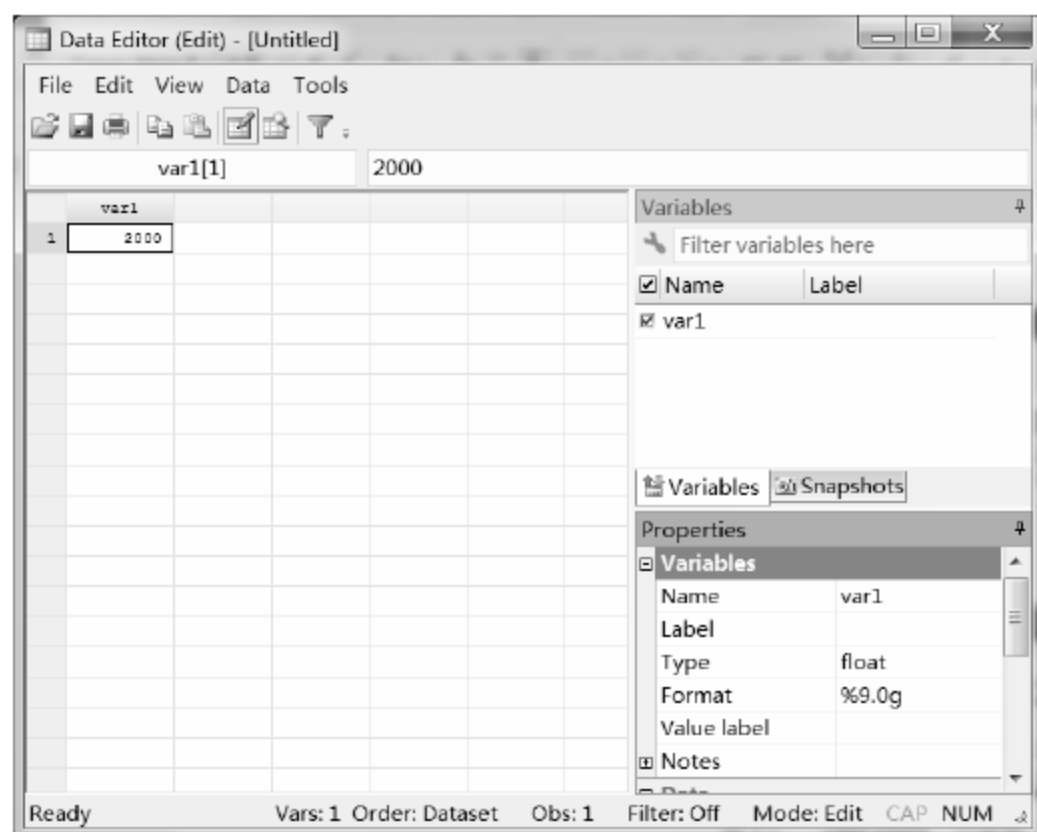 Data Editor (Edit) - [Untitled]
File Edit View Data Tools
var1[1] 2000
var1
1 2000
Variables
Filter variables here
Name Label
var1
Variables Snapshots
Properties
Variables
Name var1
Label
Type float
Format %9.0g
Value label
Notes
Ready Vars: 1 Order: Dataset Obs: 1 Filter: Off Mode: Edit CAP NUM